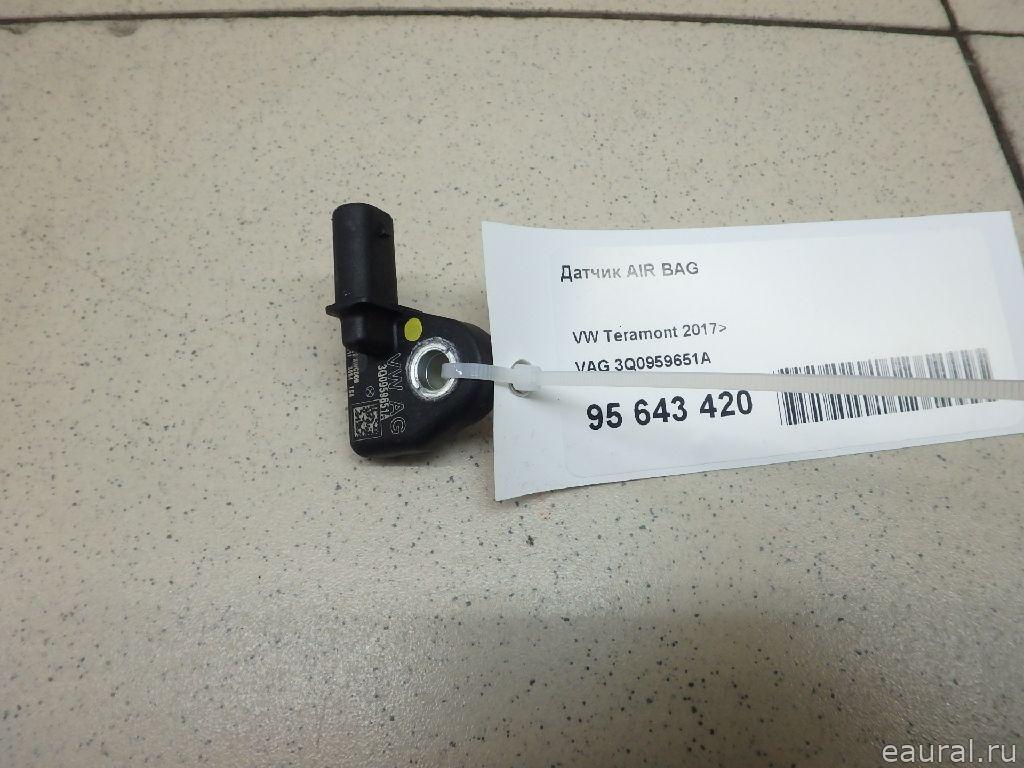 Датчик AIR BAG
VW Teramont 2017>
VAG 3Q0959651A
95 643 420
VW AG
3Q0959651A
eaural.ru